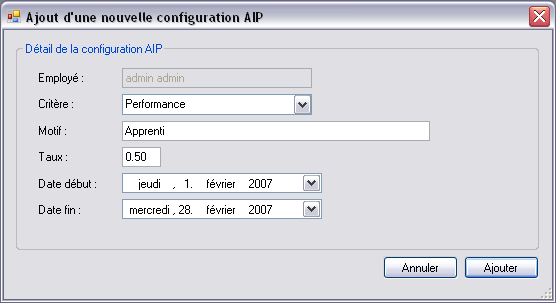 Ajout d'une nouvelle configuration AIP
Détail de la configuration AIP
Employé : admin admin
Critère : Performance
Motif : Apprenti
Taux : 0.50
Date début : jeudi , 1. février 2007
Date fin : mercredi , 28. février 2007
Annuler Ajouter